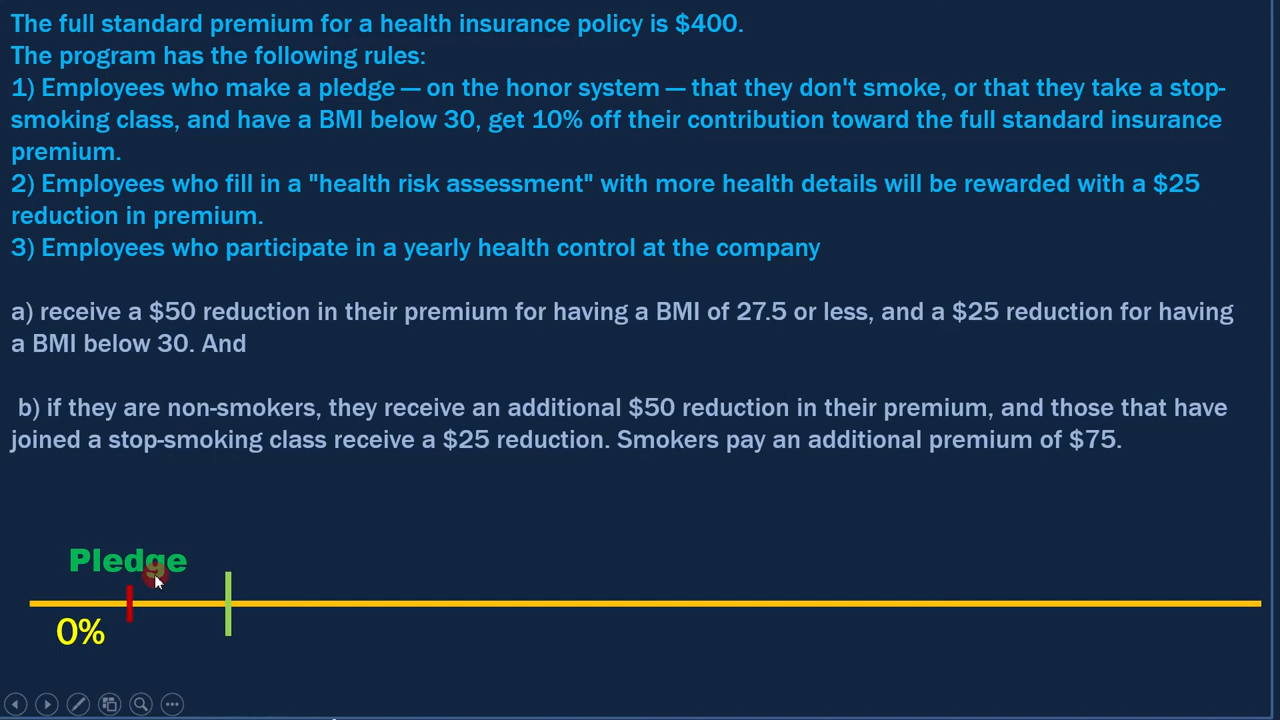 The full standard premium for a health insurance policy is $400.
The program has the following rules:
1) Employees who make a pledge — on the honor system — that they don't smoke, or that they take a stop-
smoking class, and have a BMI below 30, get 10% off their contribution toward the full standard insurance
premium.
2) Employees who fill in a "health risk assessment" with more health details will be rewarded with a $25
reduction in premium.
3) Employees who participate in a yearly health control at the company
a) receive a $50 reduction in their premium for having a BMI of 27.5 or less, and a $25 reduction for having
a BMI below 30. And
b) if they are non-smokers, they receive an additional $50 reduction in their premium, and those that have
joined a stop-smoking class receive a $25 reduction. Smokers pay an additional premium of $75.
Pledge
0%